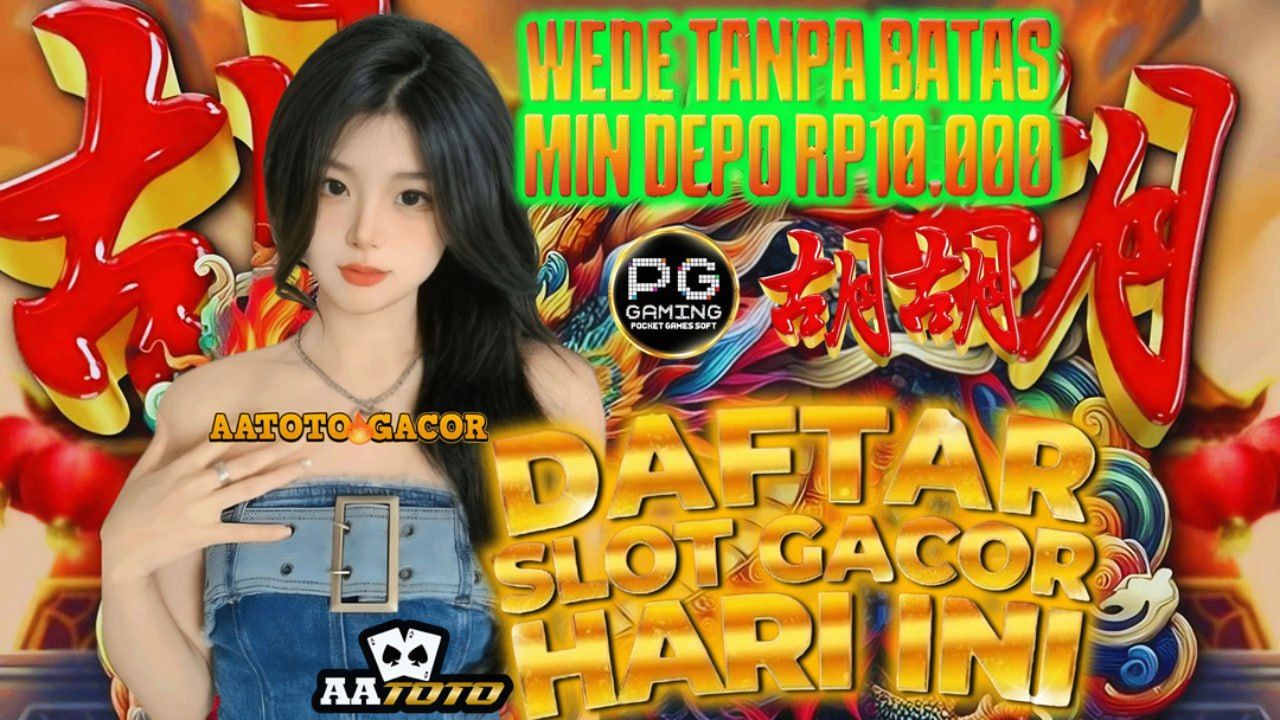 WEDE TANPA BATAS
MIN DEPO RP10.000
PG
GAMING
POCKET GAMES SOFT
胡胡
AATOTO🔥GACOR
DAFTAR
SLOT GACOR
HARI INI
AATOTO